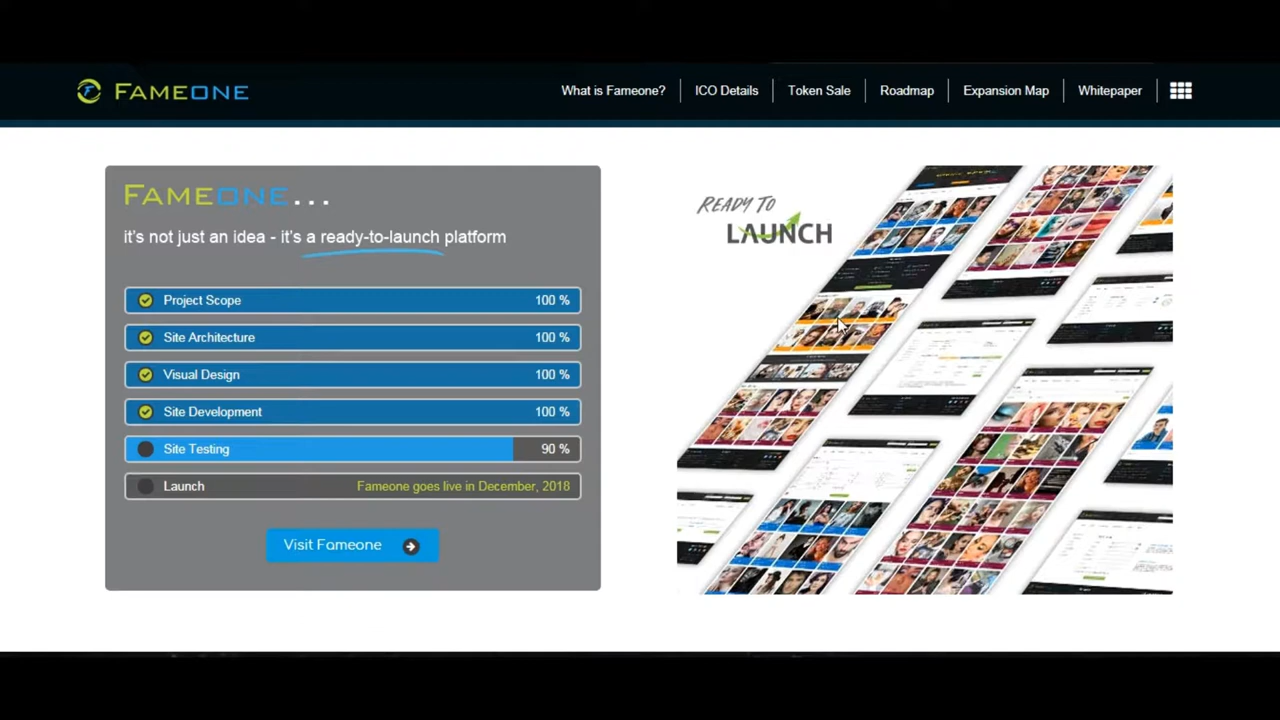 FAMEONE
What is Fameone?
ICO Details
Token Sale
Roadmap
Expansion Map
Whitepaper
FAMEONE...
it's not just an idea - it's a ready-to-launch platform
Project Scope 100 %
Site Architecture 100 %
Visual Design 100 %
Site Development 100 %
Site Testing 90 %
Launch Fameone goes live in December, 2018
Visit Fameone
READY TO
LAUNCH